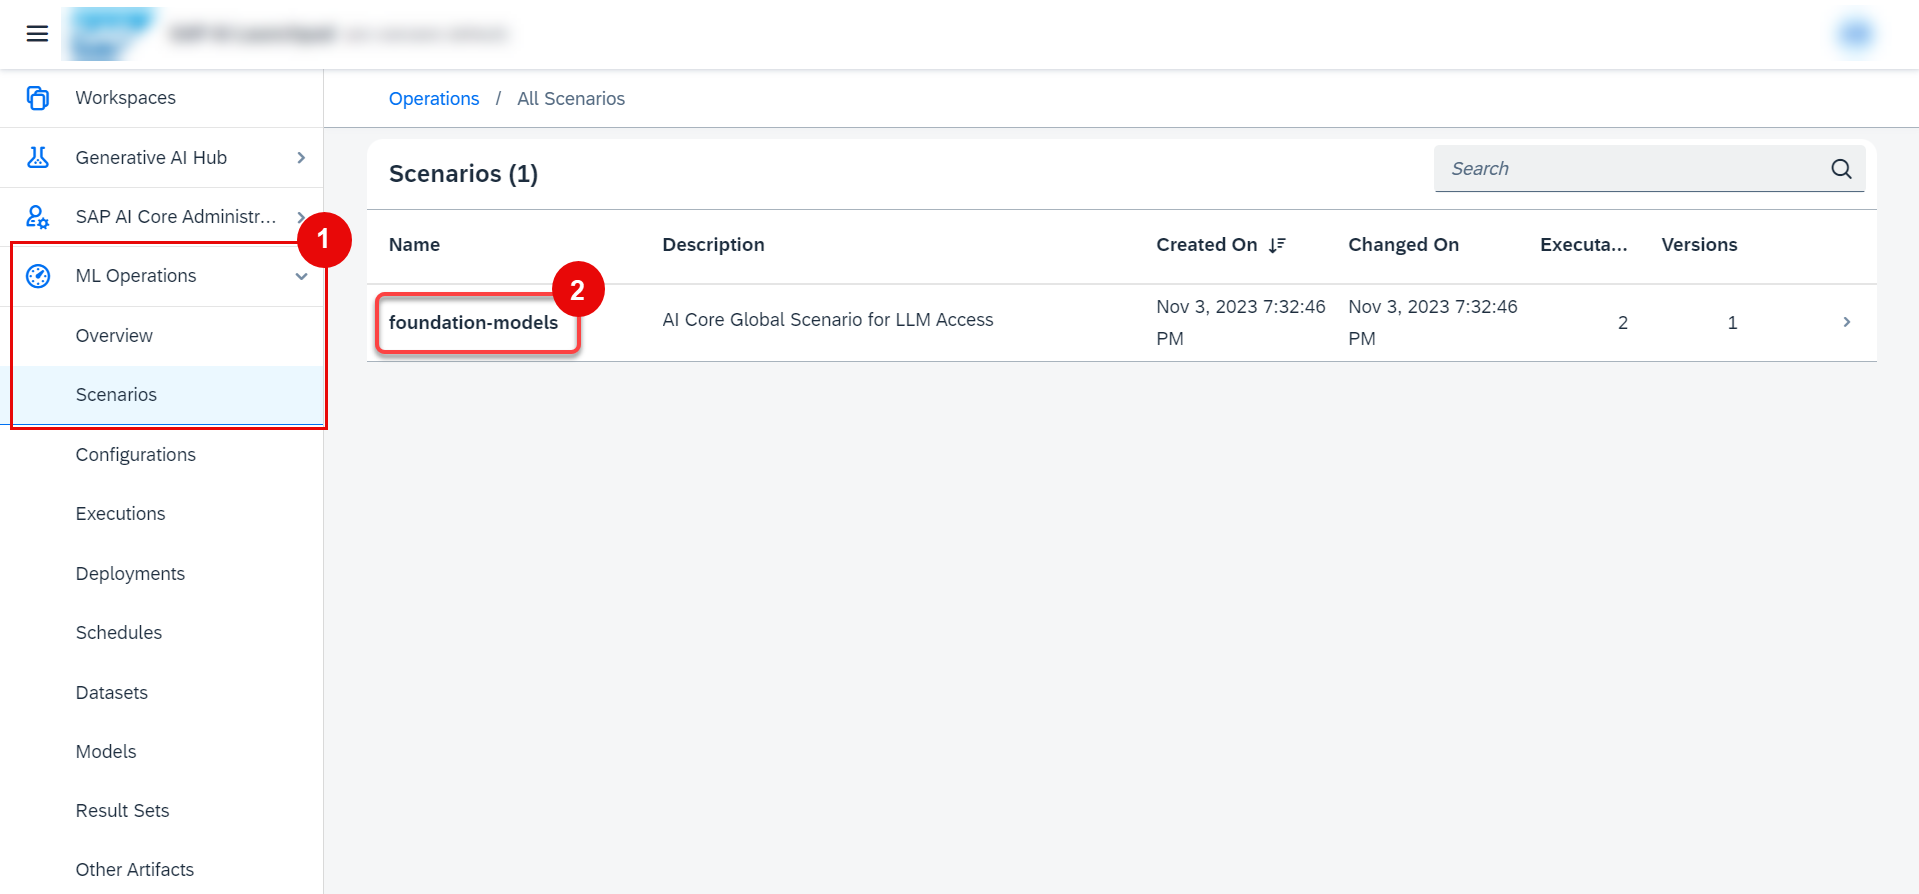 Workspaces
Generative AI Hub
SAP AI Core Administr...
1
ML Operations
Overview
Scenarios
Configurations
Executions
Deployments
Schedules
Datasets
Models
Result Sets
Other Artifacts
Operations / All Scenarios
Scenarios (1)
Search
Name Description Created On Changed On Executa... Versions
2
foundation-models AI Core Global Scenario for LLM Access Nov 3, 2023 7:32:46 PM Nov 3, 2023 7:32:46 PM 2 1